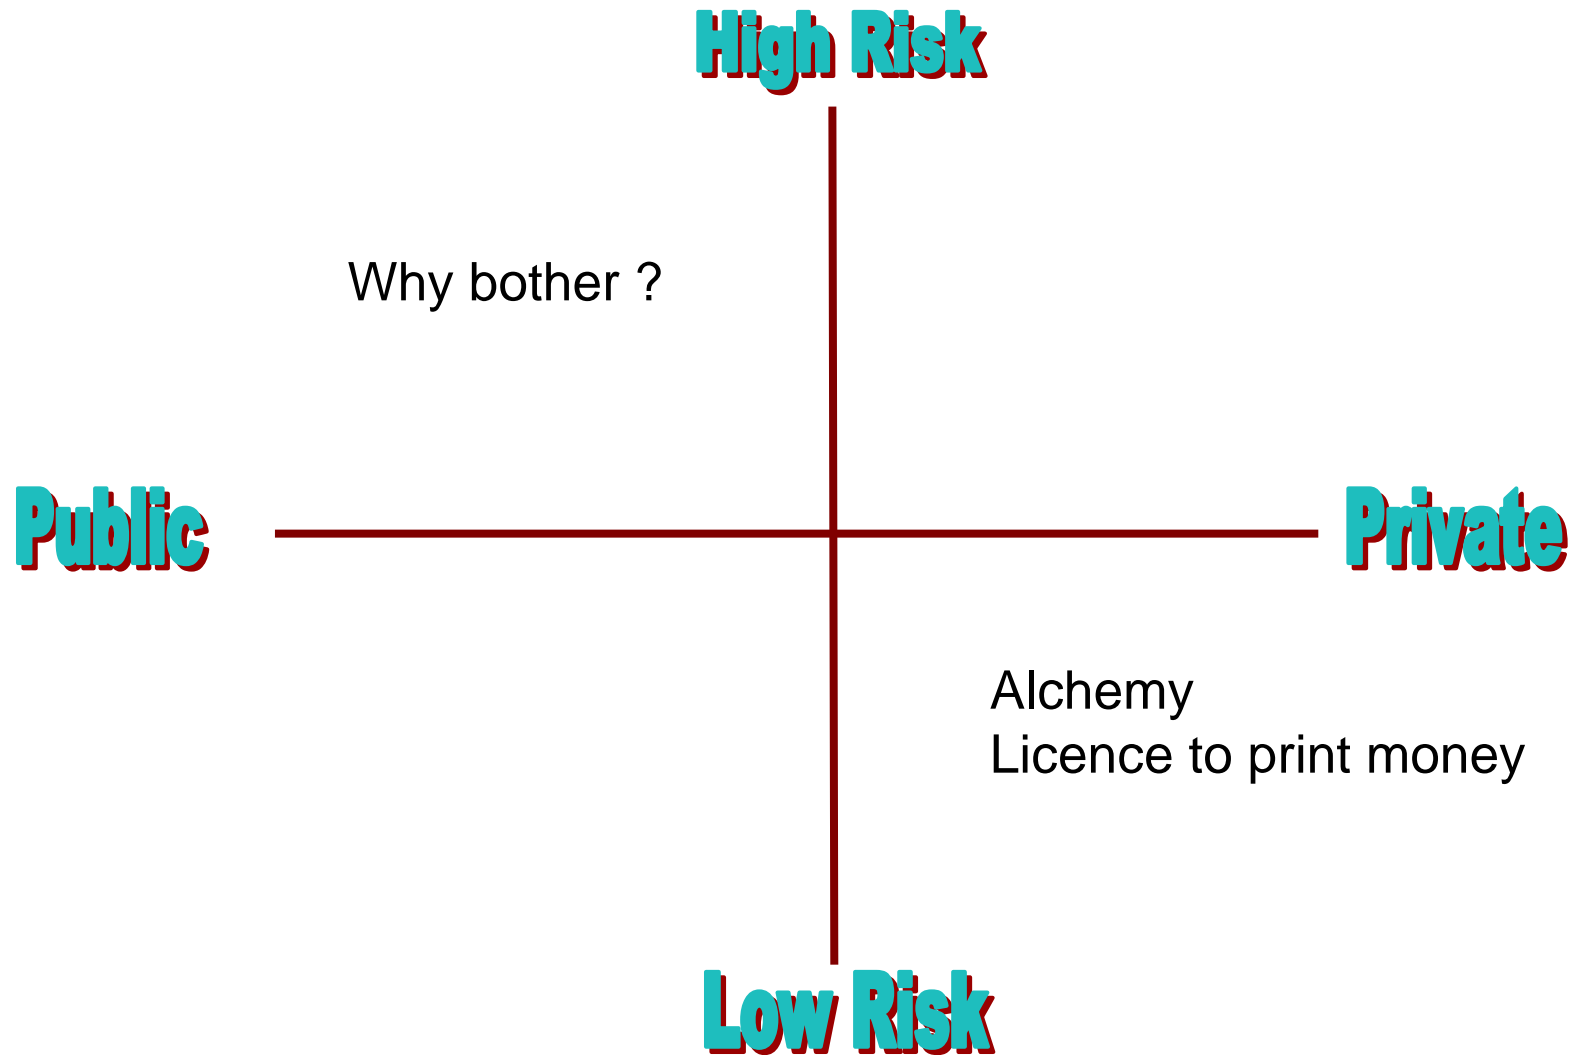 High Risk
Why bother ?
Public
Private
Alchemy
Licence to print money
Low Risk